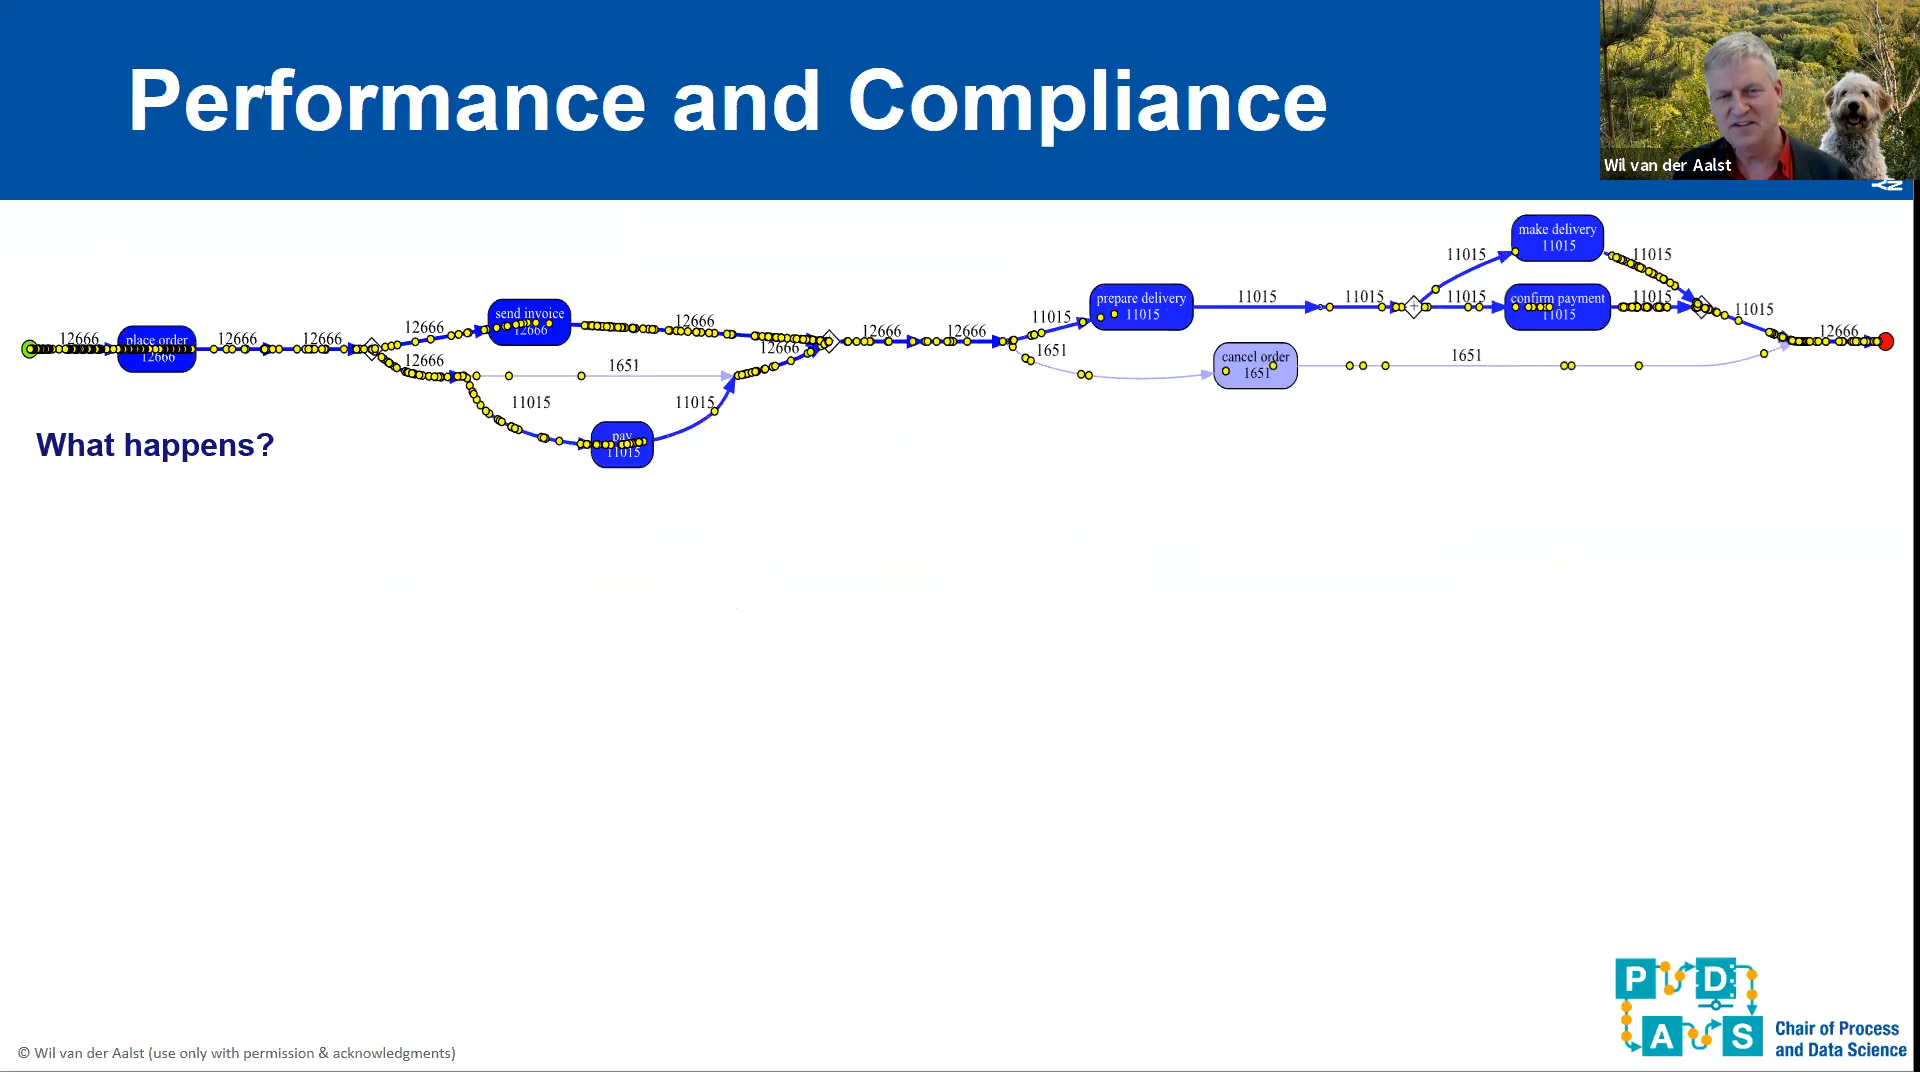 Performance and Compliance
Wil van der Aalst
12666
place order
12666
12666
12666
12666
send invoice
12666
12666
12666
1651
11015
pay
11015
11015
12666
12666
12666
11015
prepare delivery
11015
11015
11015
11015
make delivery
11015
11015
11015
confirm payment
11015
11015
11015
1651
cancel order
1651
1651
12666
What happens?
P D
A S
Chair of Process
and Data Science
© Wil van der Aalst (use only with permission & acknowledgments)